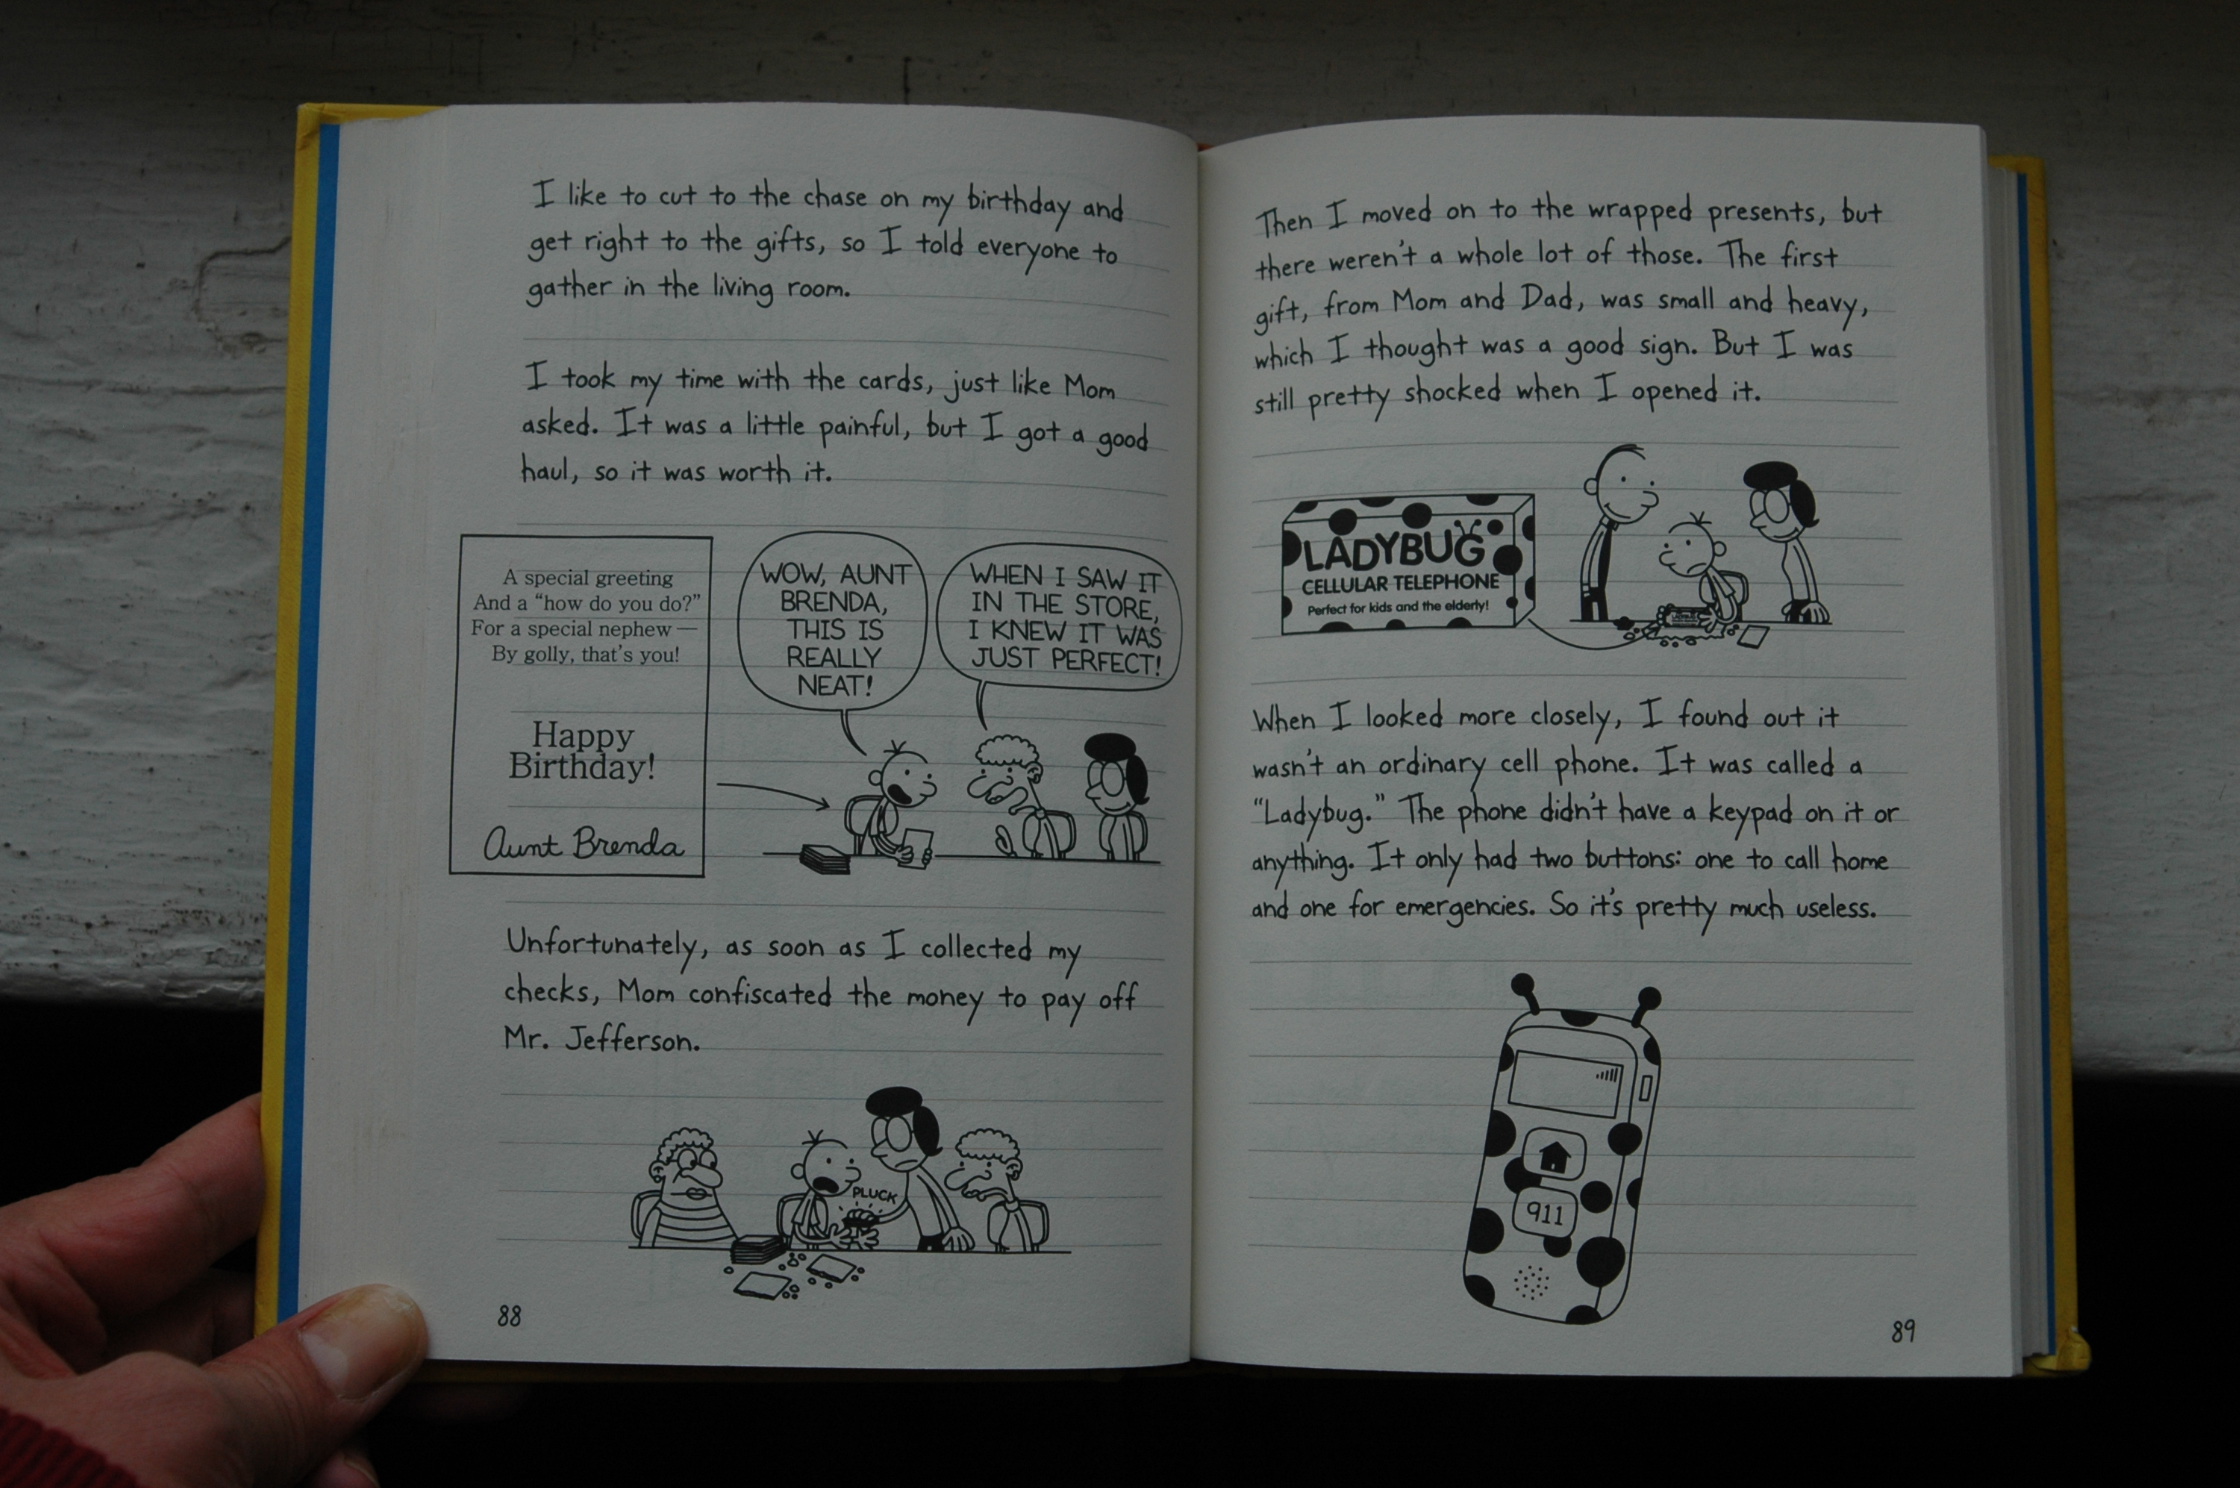 I like to cut to the chase on my birthday and
get right to the gifts, so I told everyone to
gather in the living room.
I took my time with the cards, just like Mom
asked. It was a little painful, but I got a good
haul, so it was worth it.
A special greeting
And a “how do you do?”
For a special nephew —
By golly, that's you!
Happy
Birthday!
Aunt Brenda
WOW, AUNT
BRENDA,
THIS IS
REALLY
NEAT!
WHEN I SAW IT
IN THE STORE,
I KNEW IT WAS
JUST PERFECT!
Unfortunately, as soon as I collected my
checks, Mom confiscated the money to pay off
Mr. Jefferson.
PLUCK
88
Then I moved on to the wrapped presents, but
there weren't a whole lot of those. The first
gift, from Mom and Dad, was small and heavy,
which I thought was a good sign. But I was
still pretty shocked when I opened it.
LADYBUG
CELLULAR TELEPHONE
Perfect for kids and the elderly!
When I looked more closely, I found out it
wasn't an ordinary cell phone. It was called a
“Ladybug.” The phone didn't have a keypad on it or
anything. It only had two buttons: one to call home
and one for emergencies. So it's pretty much useless.
911
89